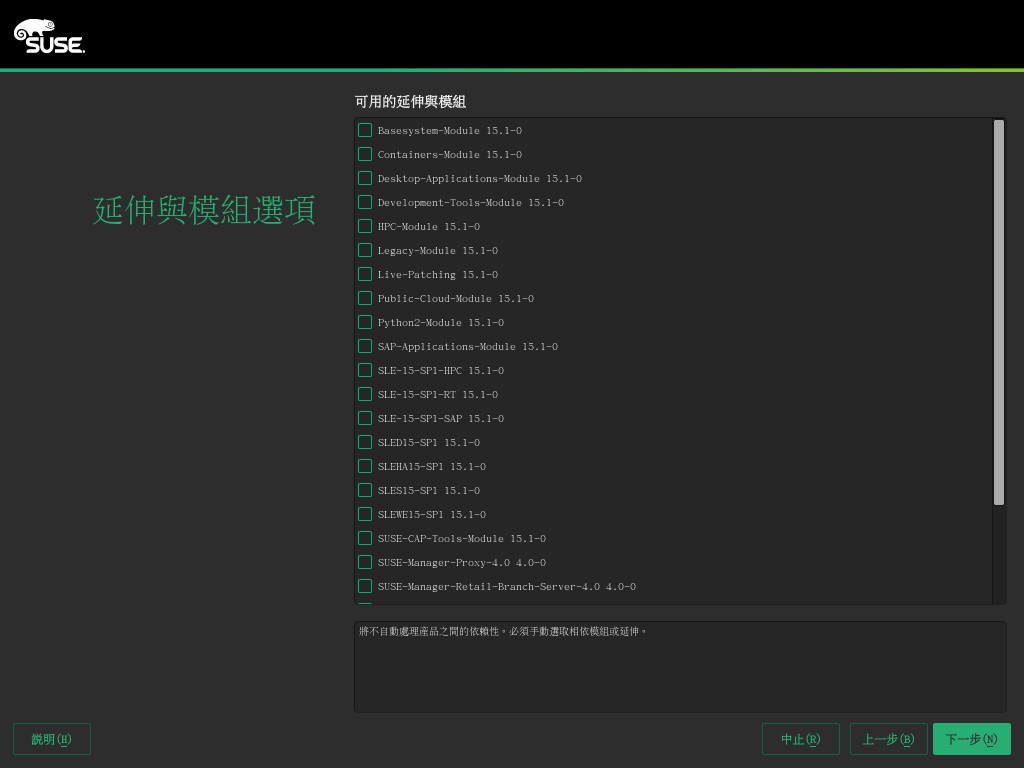 SUSE.
可用的延伸與模組
延伸與模組選項
Basesystem-Module 15.1-0
Containers-Module 15.1-0
Desktop-Applications-Module 15.1-0
Development-Tools-Module 15.1-0
HPC-Module 15.1-0
Legacy-Module 15.1-0
Live-Patching 15.1-0
Public-Cloud-Module 15.1-0
Python2-Module 15.1-0
SAP-Applications-Module 15.1-0
SLE-15-SP1-HPC 15.1-0
SLE-15-SP1-RT 15.1-0
SLE-15-SP1-SAP 15.1-0
SLED15-SP1 15.1-0
SLEHA15-SP1 15.1-0
SLES15-SP1 15.1-0
SLEWE15-SP1 15.1-0
SUSE-CAP-Tools-Module 15.1-0
SUSE-Manager-Proxy-4.0 4.0-0
SUSE-Manager-Retail-Branch-Server-4.0 4.0-0
將不自動處理產品之間的依賴性。必須手動選取相依模組或延伸。
說明(H)
中止(R)
上一步(B)
下一步(N)